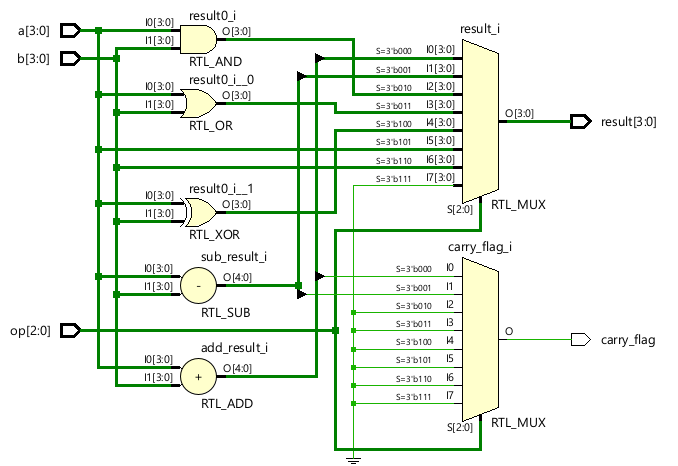 a[3:0]
b[3:0]
op[2:0]
result0_i
I0[3:0]
I1[3:0]
O[3:0]
RTL_AND
result0_i__0
I0[3:0]
I1[3:0]
O[3:0]
RTL_OR
result0_i__1
I0[3:0]
I1[3:0]
O[3:0]
RTL_XOR
sub_result_i
I0[3:0]
I1[3:0]
-
O[4:0]
RTL_SUB
add_result_i
I0[3:0]
I1[3:0]
+
O[4:0]
RTL_ADD
result_i
S=3'b000 I0[3:0]
S=3'b001 I1[3:0]
S=3'b010 I2[3:0]
S=3'b011 I3[3:0]
S=3'b100 I4[3:0]
S=3'b101 I5[3:0]
S=3'b110 I6[3:0]
S=3'b111 I7[3:0]
S[2:0]
O[3:0]
RTL_MUX
result[3:0]
carry_flag_i
S=3'b000 I0
S=3'b001 I1
S=3'b010 I2
S=3'b011 I3
S=3'b100 I4
S=3'b101 I5
S=3'b110 I6
S=3'b111 I7
S[2:0]
O
RTL_MUX
carry_flag